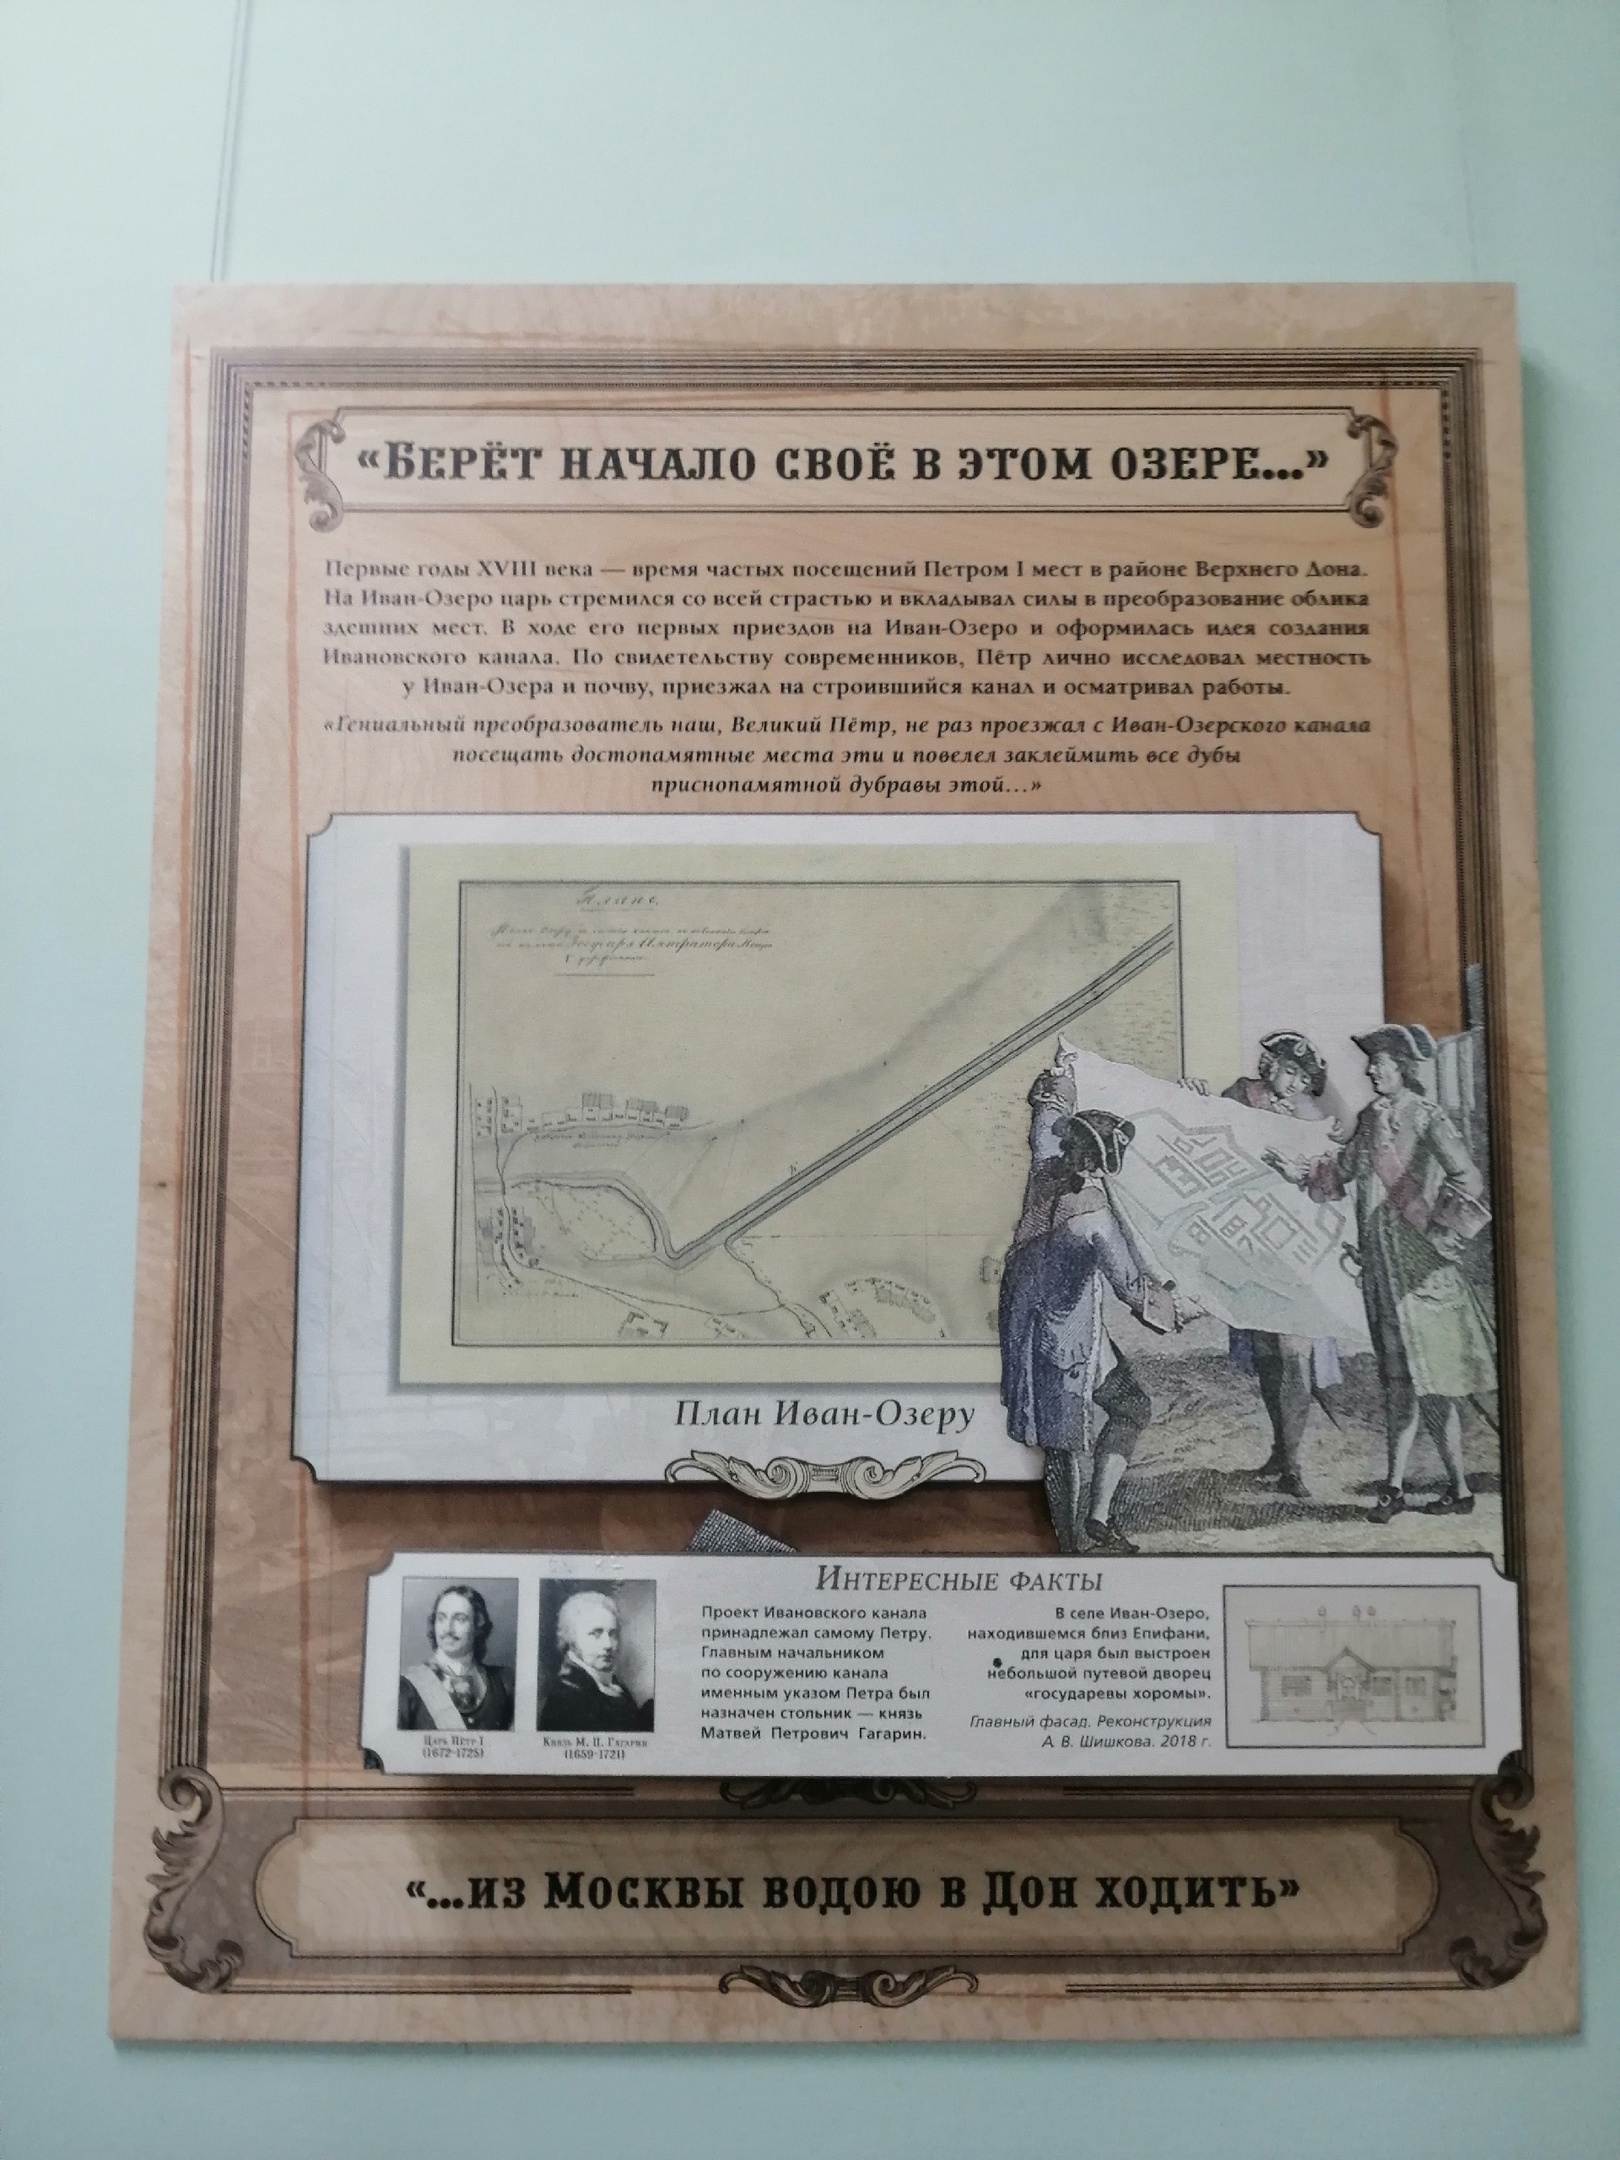 «Берёт начало своё в этом озере...»
Первые годы XVIII века — время частых посещений Петром I мест в районе Верхнего Дона.
На Иван-Озеро царь стремился со всей страстью и вкладывал силы в преобразование облика
здешних мест. В ходе его первых приездов на Иван-Озеро и оформилась идея создания
Ивановского канала. По свидетельству современников, Пётр лично исследовал местность
у Иван-Озера и почву, приезжал на строившийся канал и осматривал работы.
«Гениальный преобразователь наш, Великий Пётр, не раз проезжал с Иван-Озерского канала
посещать достопамятные места эти и повелел заклеймить все дубы
приснопамятной дубравы этой...»
Планъ
Государя Императора
План Иван-Озеру
Интересные факты
Проект Ивановского канала
принадлежал самому Петру.
Главным начальником
по сооружению канала
именным указом Петра был
назначен стольник — князь
Матвей Петрович Гагарин.
В селе Иван-Озеро,
находившемся близ Епифани,
для царя был выстроен
небольшой путевой дворец
«государевы хоромы».
Главный фасад. Реконструкция
А. В. Шишкова. 2018 г.
Царь Пётр I
(1672-1725)
Князь М. П. Гагарин
(1659-1721)
«...из Москвы водою в Дон ходить»